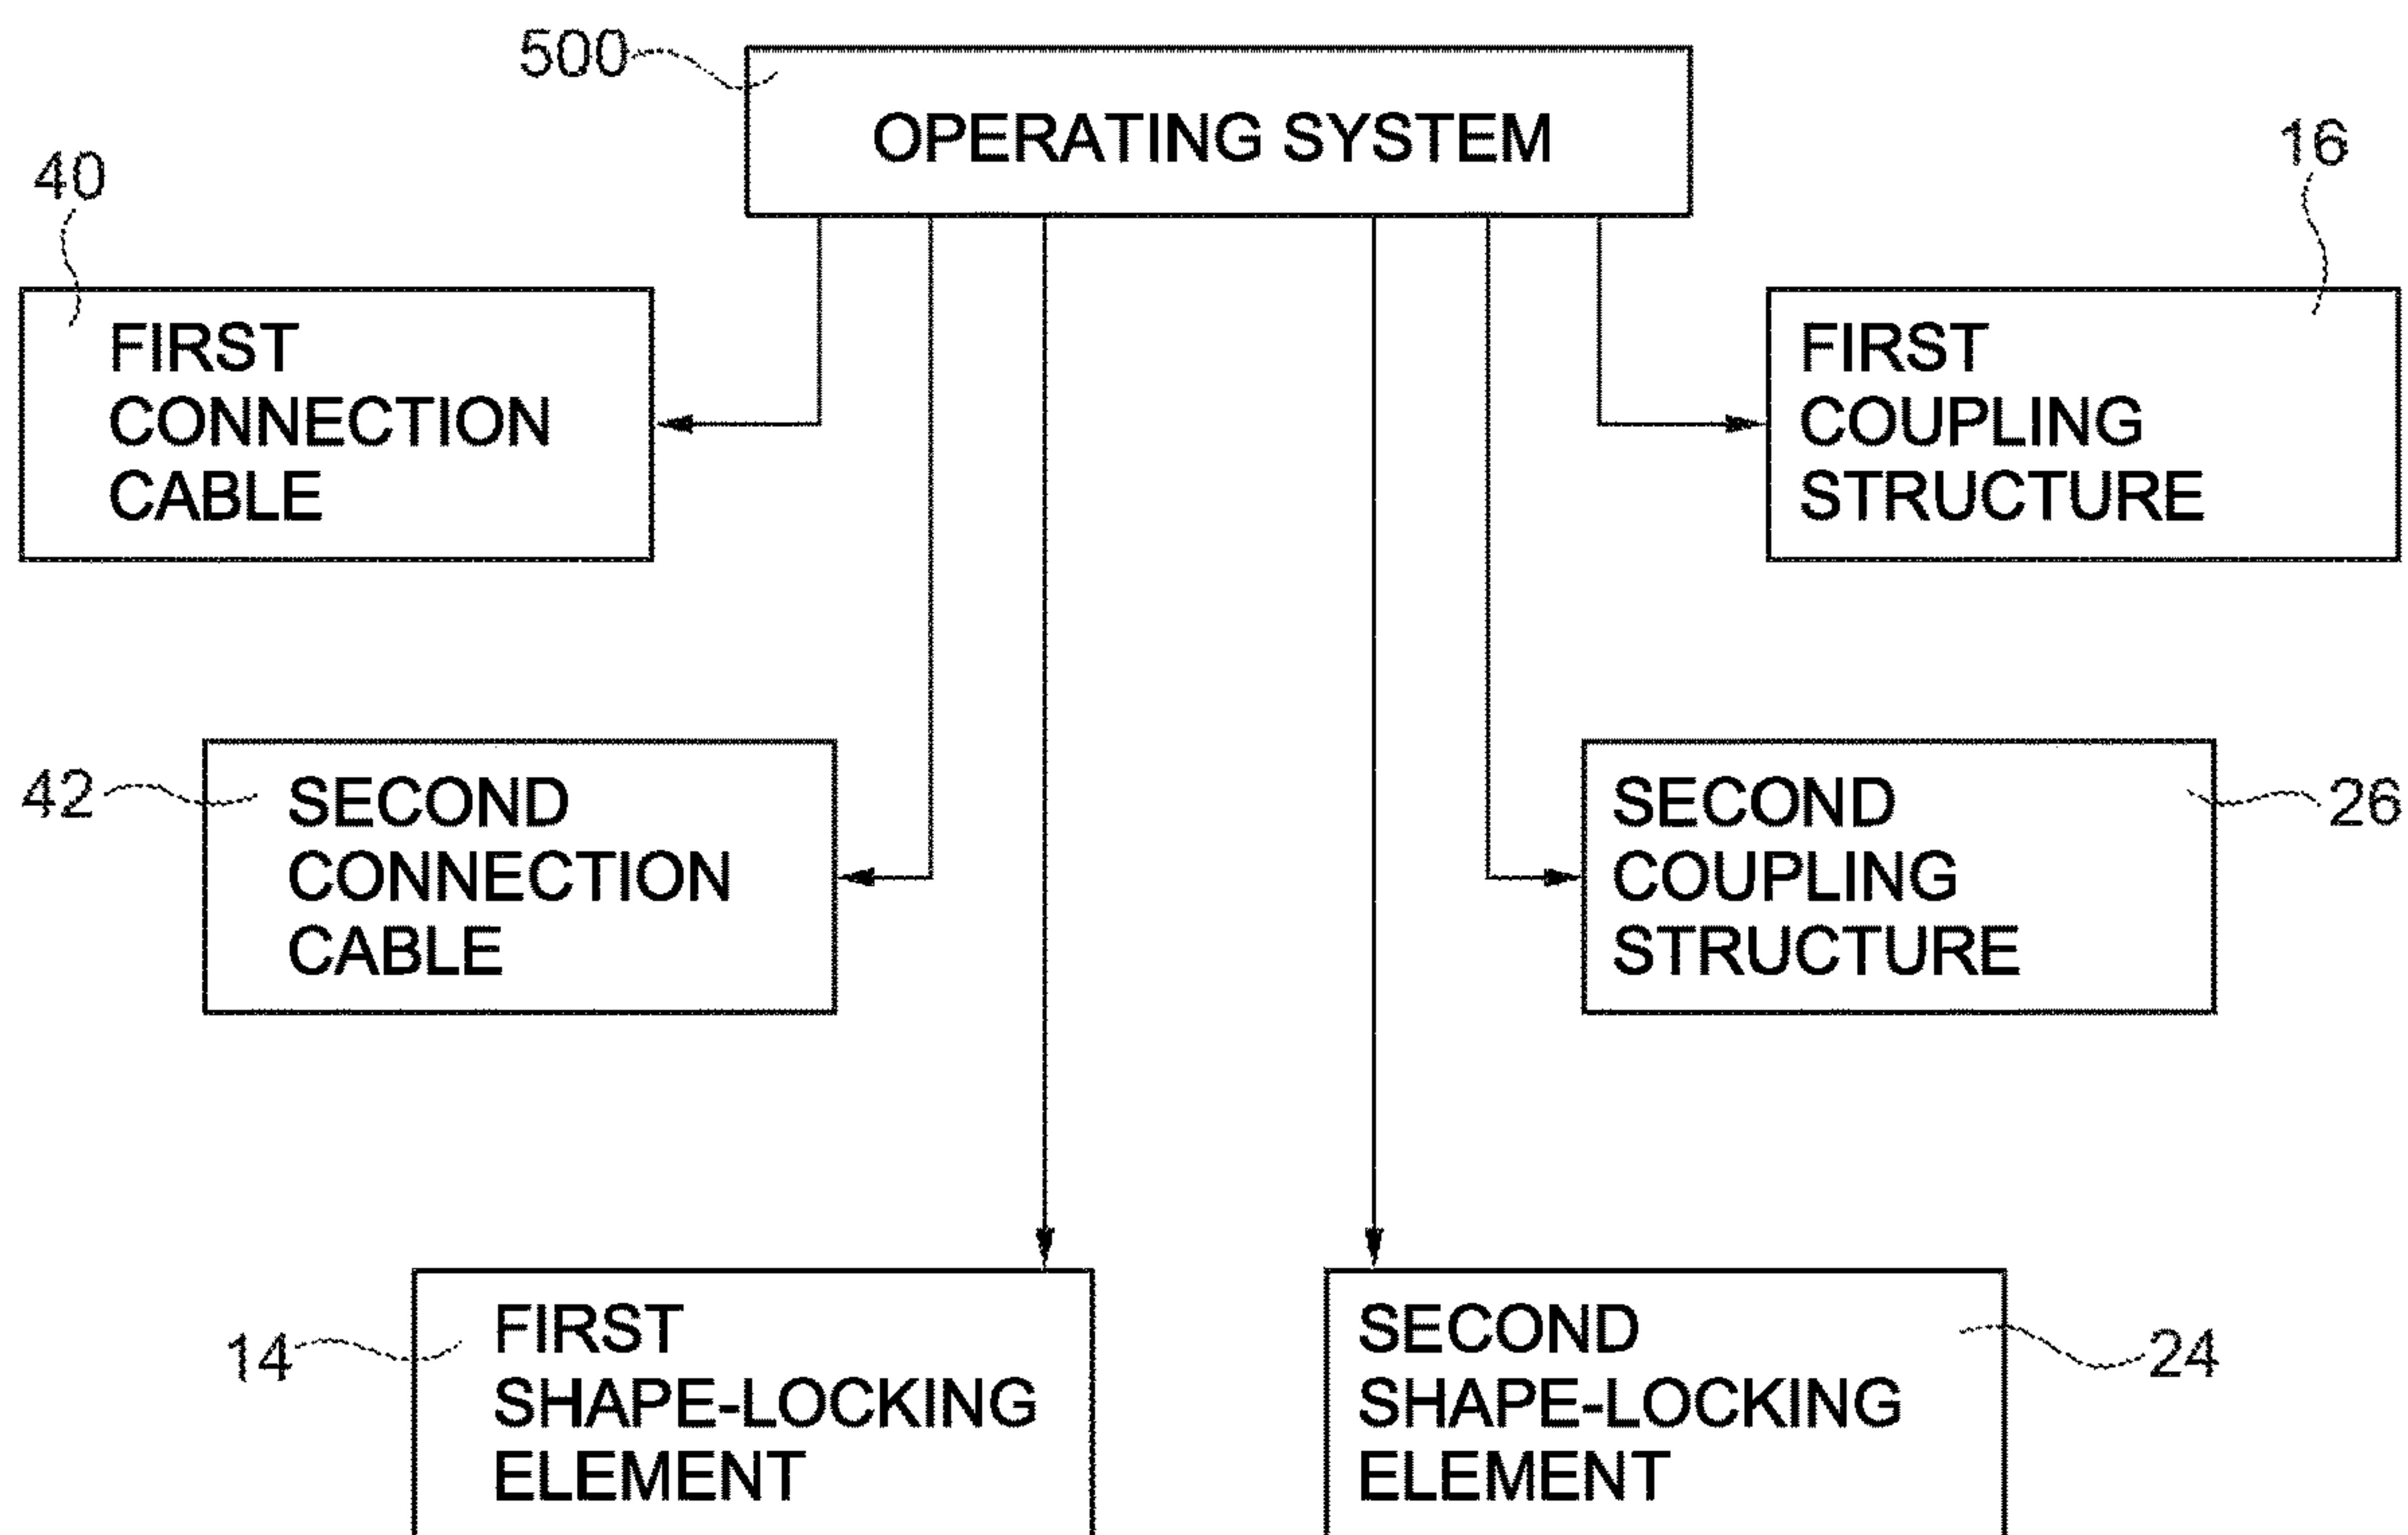 500
OPERATING SYSTEM
40
16
FIRST
CONNECTION
CABLE
FIRST
COUPLING
STRUCTURE
42
SECOND
CONNECTION
CABLE
SECOND
COUPLING
STRUCTURE
26
14
FIRST
SHAPE-LOCKING
ELEMENT
SECOND
SHAPE-LOCKING
ELEMENT
24